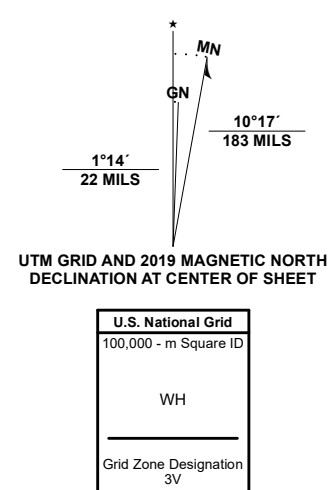 ★
MN
GN
10°17´
183 MILS
1°14´
22 MILS
UTM GRID AND 2019 MAGNETIC NORTH
DECLINATION AT CENTER OF SHEET
U.S. National Grid
100,000 - m Square ID
WH
Grid Zone Designation
3V